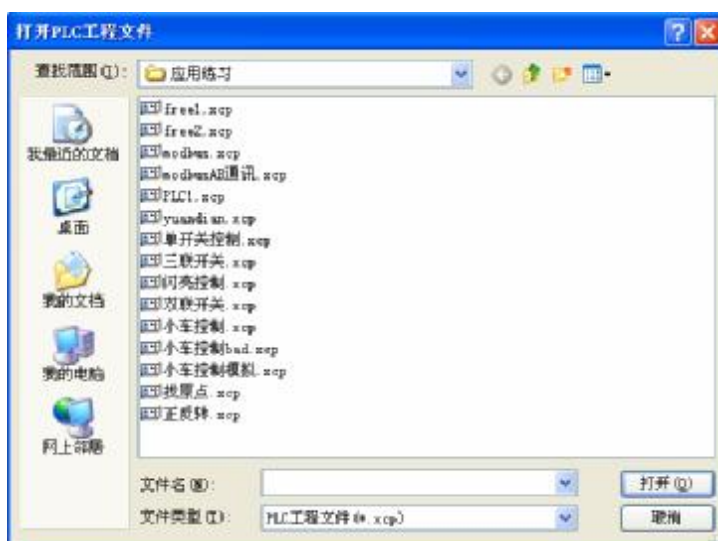 打开PLC工程文件
查找范围(I):
应用练习
我最近的文档
桌面
我的文档
我的电脑
网上邻居
free1.xcp
free2.xcp
modbus.xcp
modbusAB通讯.xcp
PLC1.xcp
yuandian.xcp
单开关控制.xcp
三联开关.xcp
闪亮控制.xcp
双联开关.xcp
小车控制.xcp
小车控制bad.xcp
小车控制模拟.xcp
找原点.xcp
正反转.xcp
文件名(N):
打开(O)
文件类型(T):
PLC工程文件(*.xcp)
取消